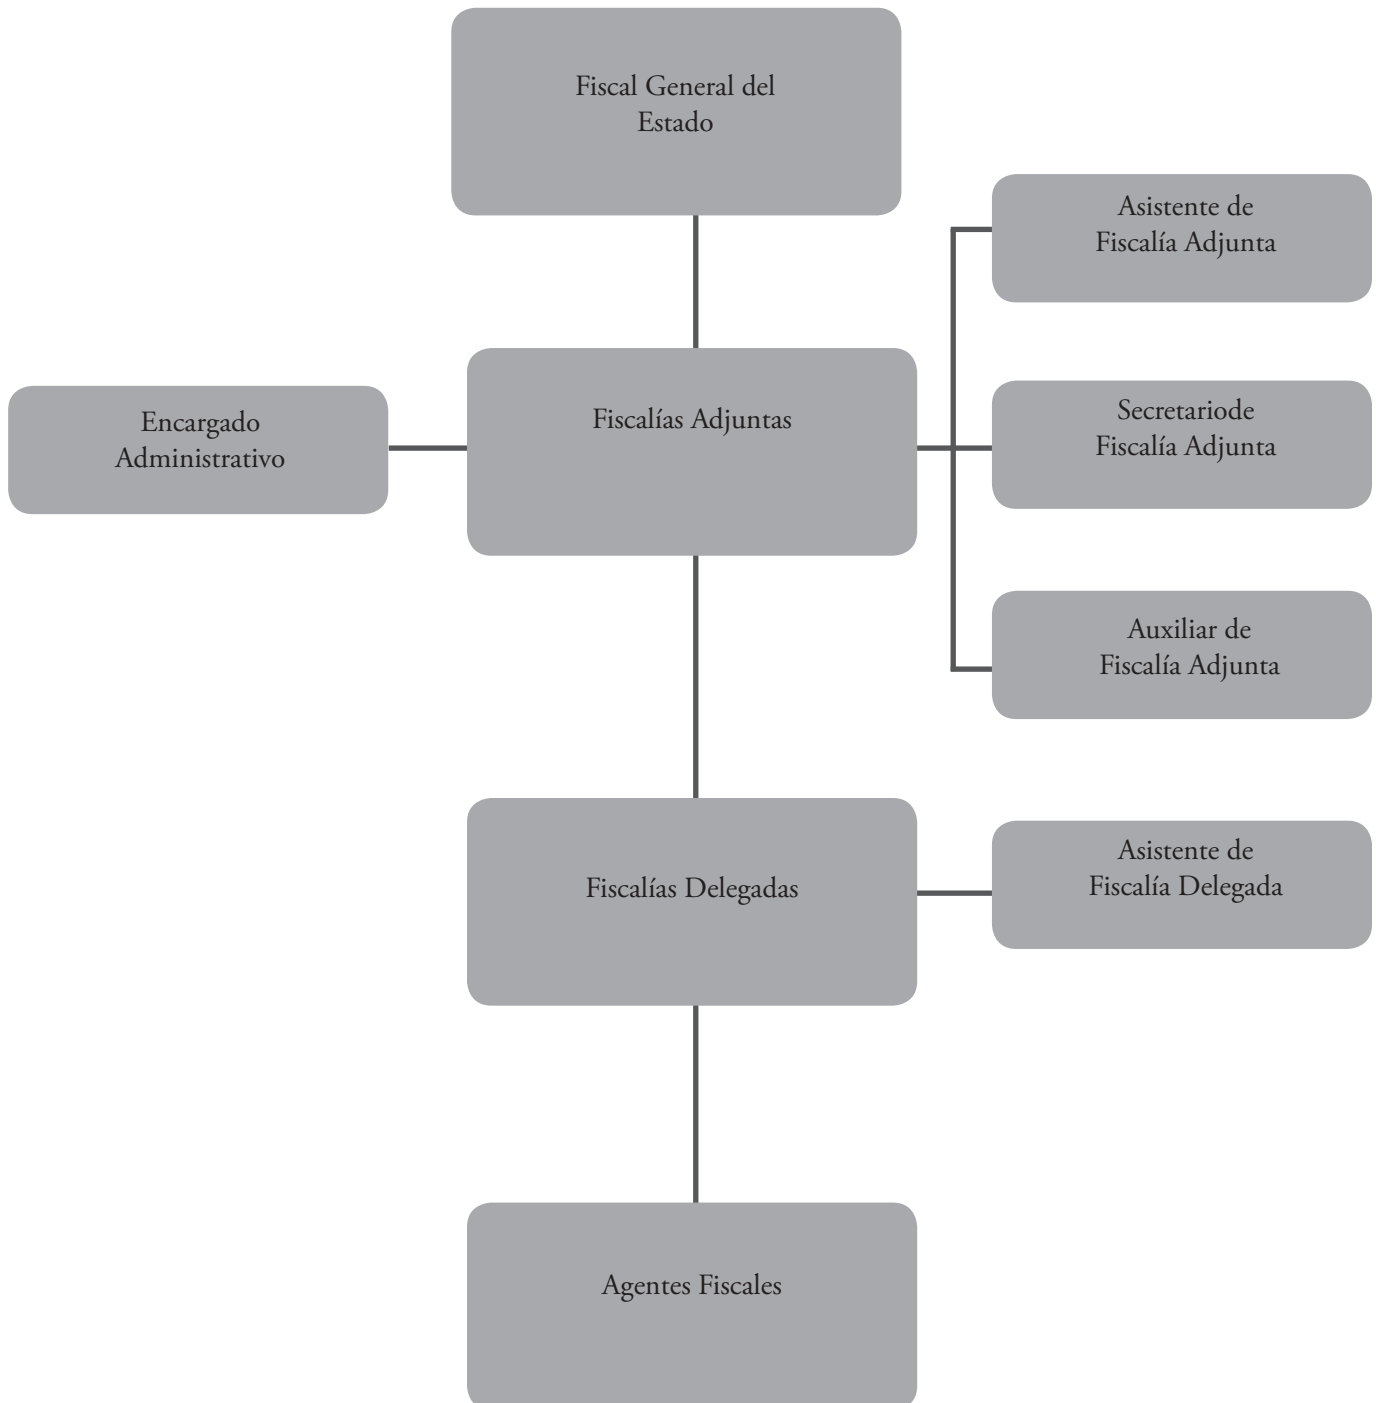 Fiscal General del
Estado
Asistente de
Fiscalía Adjunta
Encargado
Administrativo
Fiscalías Adjuntas
Secretariode
Fiscalía Adjunta
Auxiliar de
Fiscalía Adjunta
Fiscalías Delegadas
Asistente de
Fiscalía Delegada
Agentes Fiscales